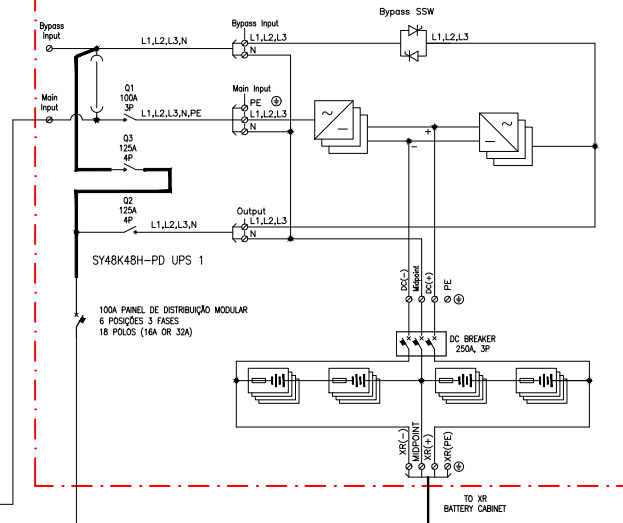 Bypass SSW
Bypass
Input
Bypass Input
L1,L2,L3,N
L1,L2,L3
N
L1,L2,L3
Main
Input
Q1
100A
3P
L1,L2,L3,N,PE
Main Input
PE
L1,L2,L3
N
~
~
+
-
Q3
125A
4P
Q2
125A
4P
L1,L2,L3,N
Output
L1,L2,L3
N
SY48K48H-PD UPS 1
DC(-)
Midpoint
DC(+)
PE
100A PAINEL DE DISTRIBUIÇÃO MODULAR
6 POSIÇÕES 3 FASES
18 POLOS (16A OR 32A)
DC BREAKER
250A, 3P
XR(-)
MIDPOINT
XR(+)
XR(PE)
TO XR
BATTERY CABINET